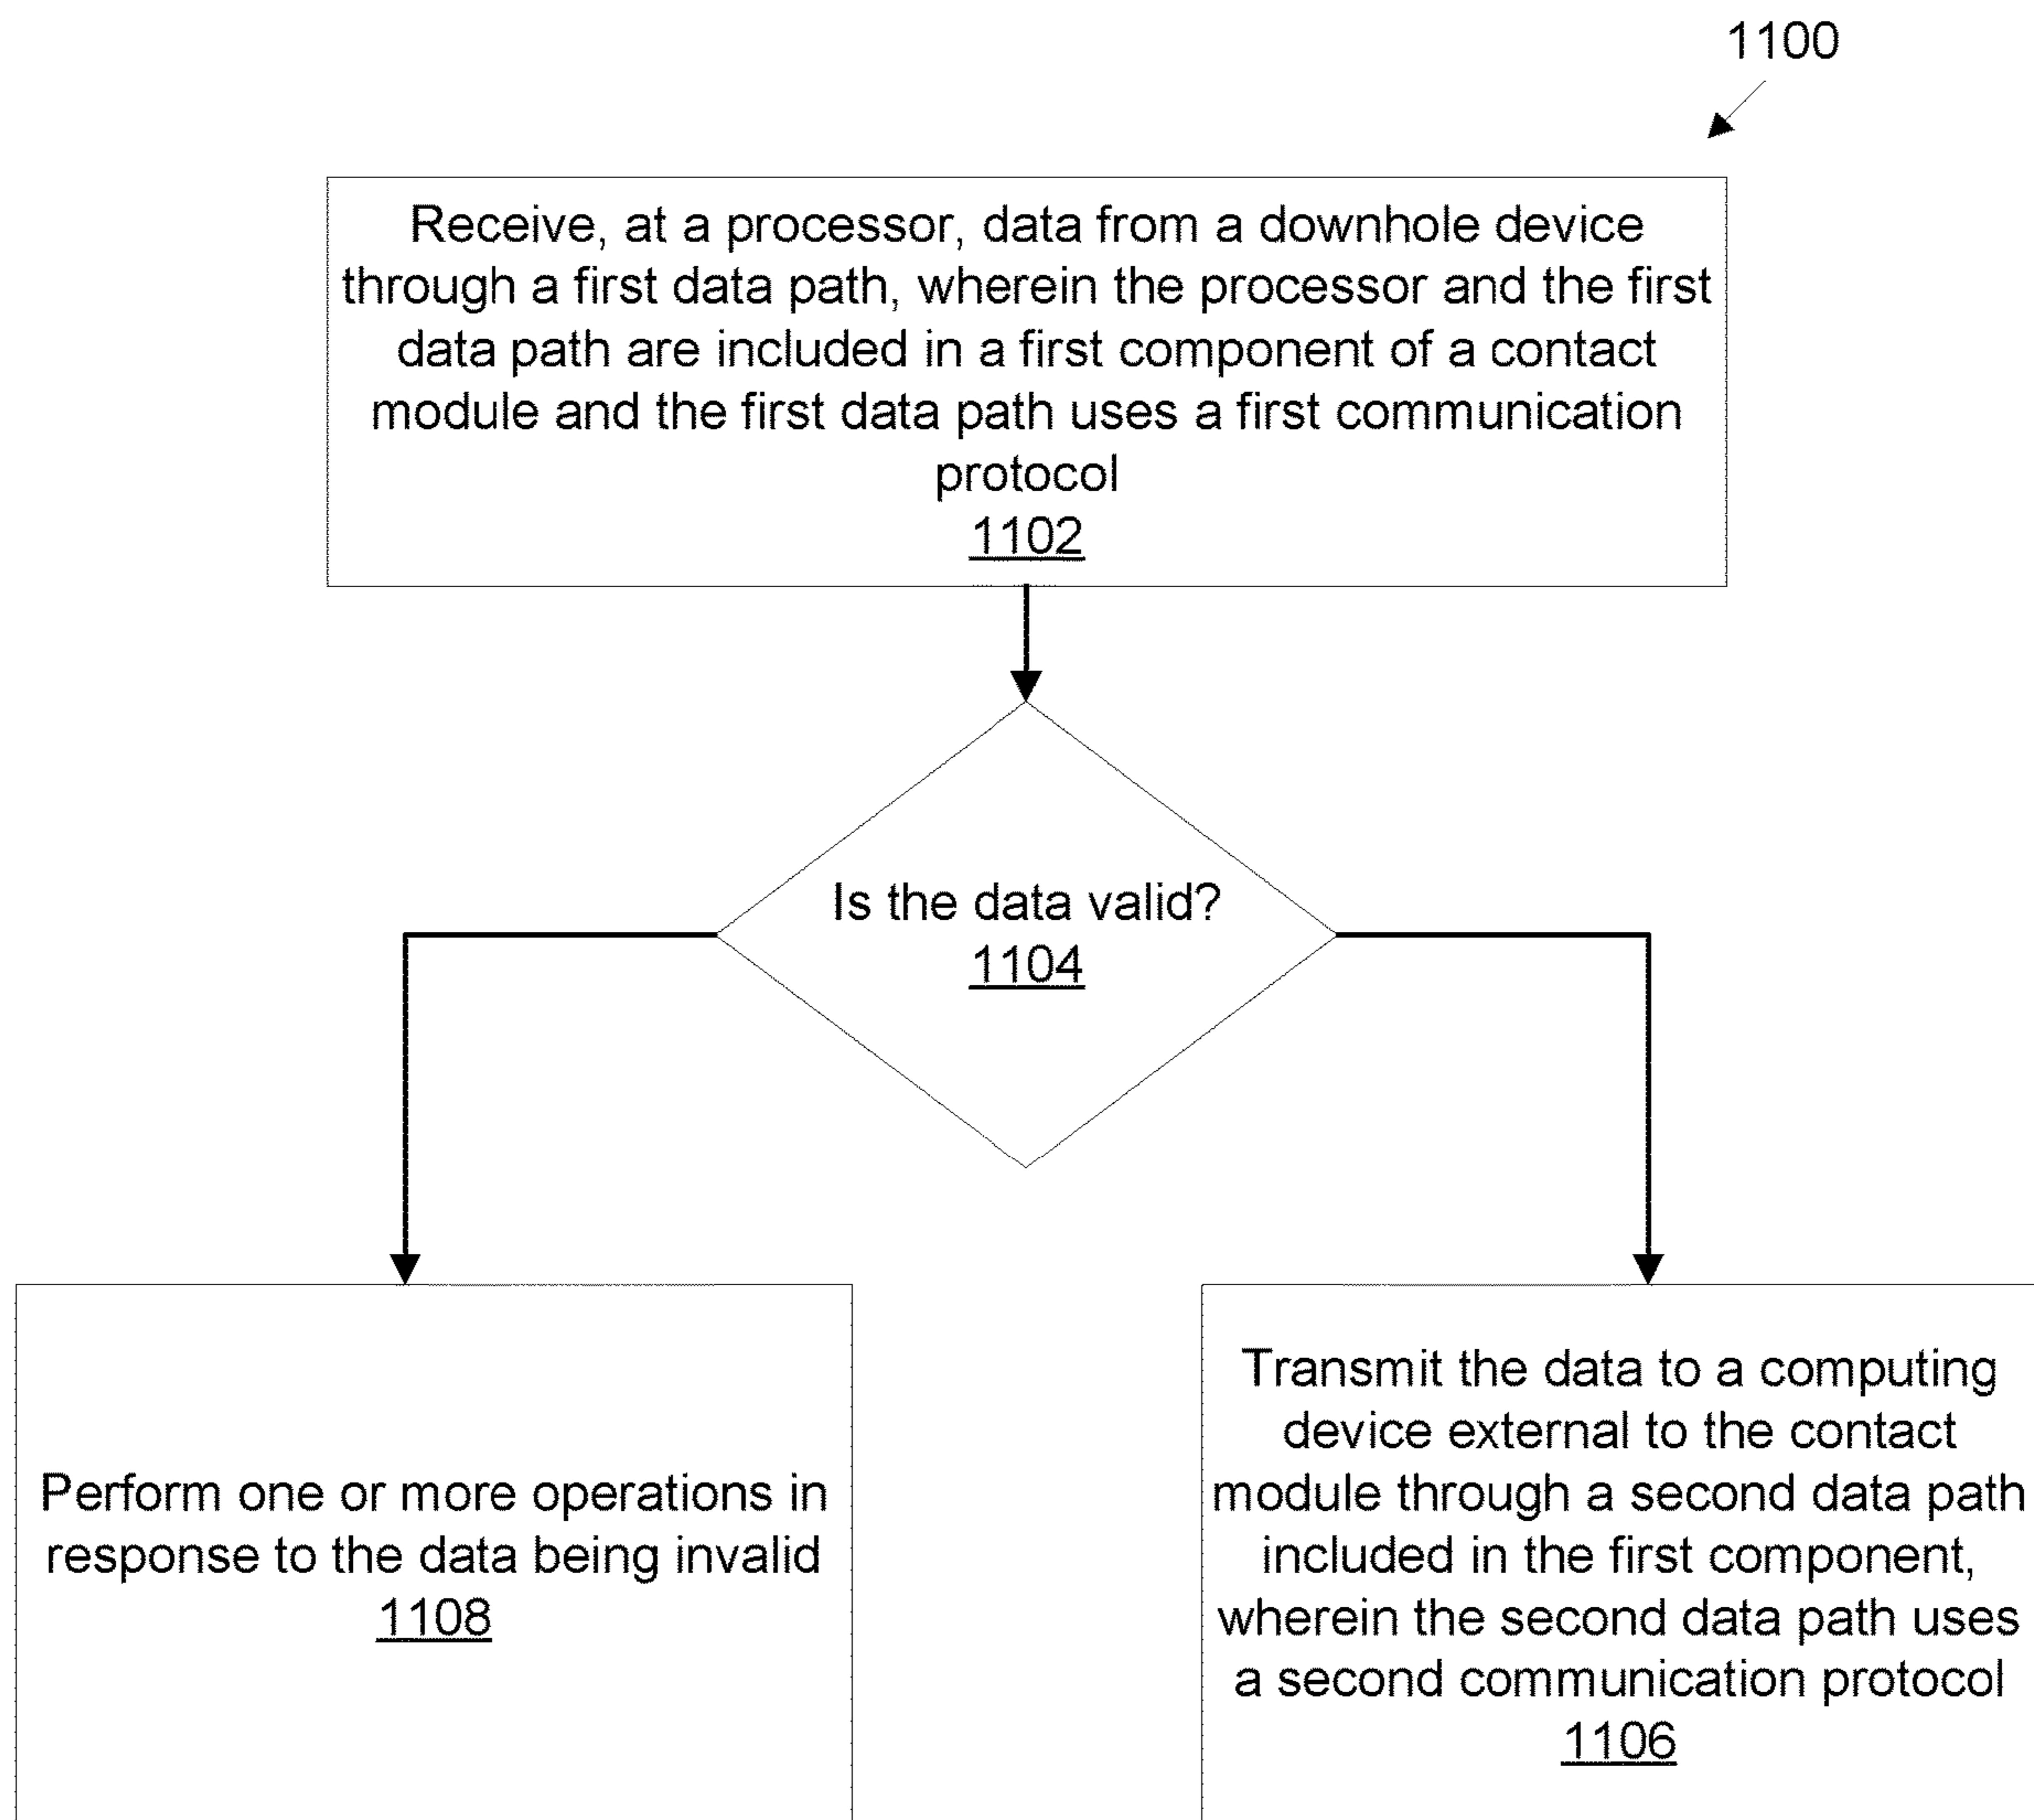 1100
Receive, at a processor, data from a downhole device
through a first data path, wherein the processor and the first
data path are included in a first component of a contact
module and the first data path uses a first communication
protocol
1102
Is the data valid?
1104
Perform one or more operations in
response to the data being invalid
1108
Transmit the data to a computing
device external to the contact
module through a second data path
included in the first component,
wherein the second data path uses
a second communication protocol
1106